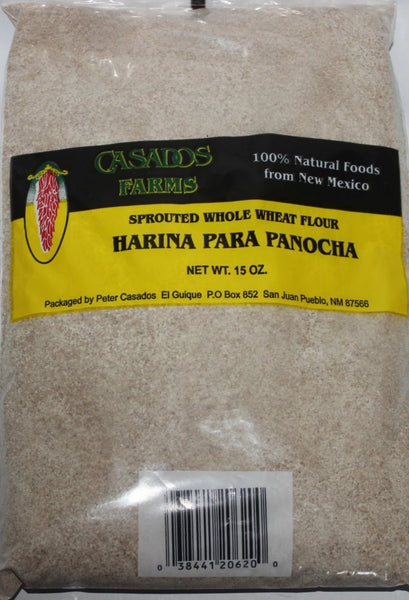 CASADOS
FARMS
100% Natural Foods
from New Mexico
SPROUTED WHOLE WHEAT FLOUR
HARINA PARA PANOCHA
NET WT. 15 OZ.
Packaged by Peter Casados El Guique P.O Box 852 San Juan Pueblo, NM 87566
0 38441 20620 0